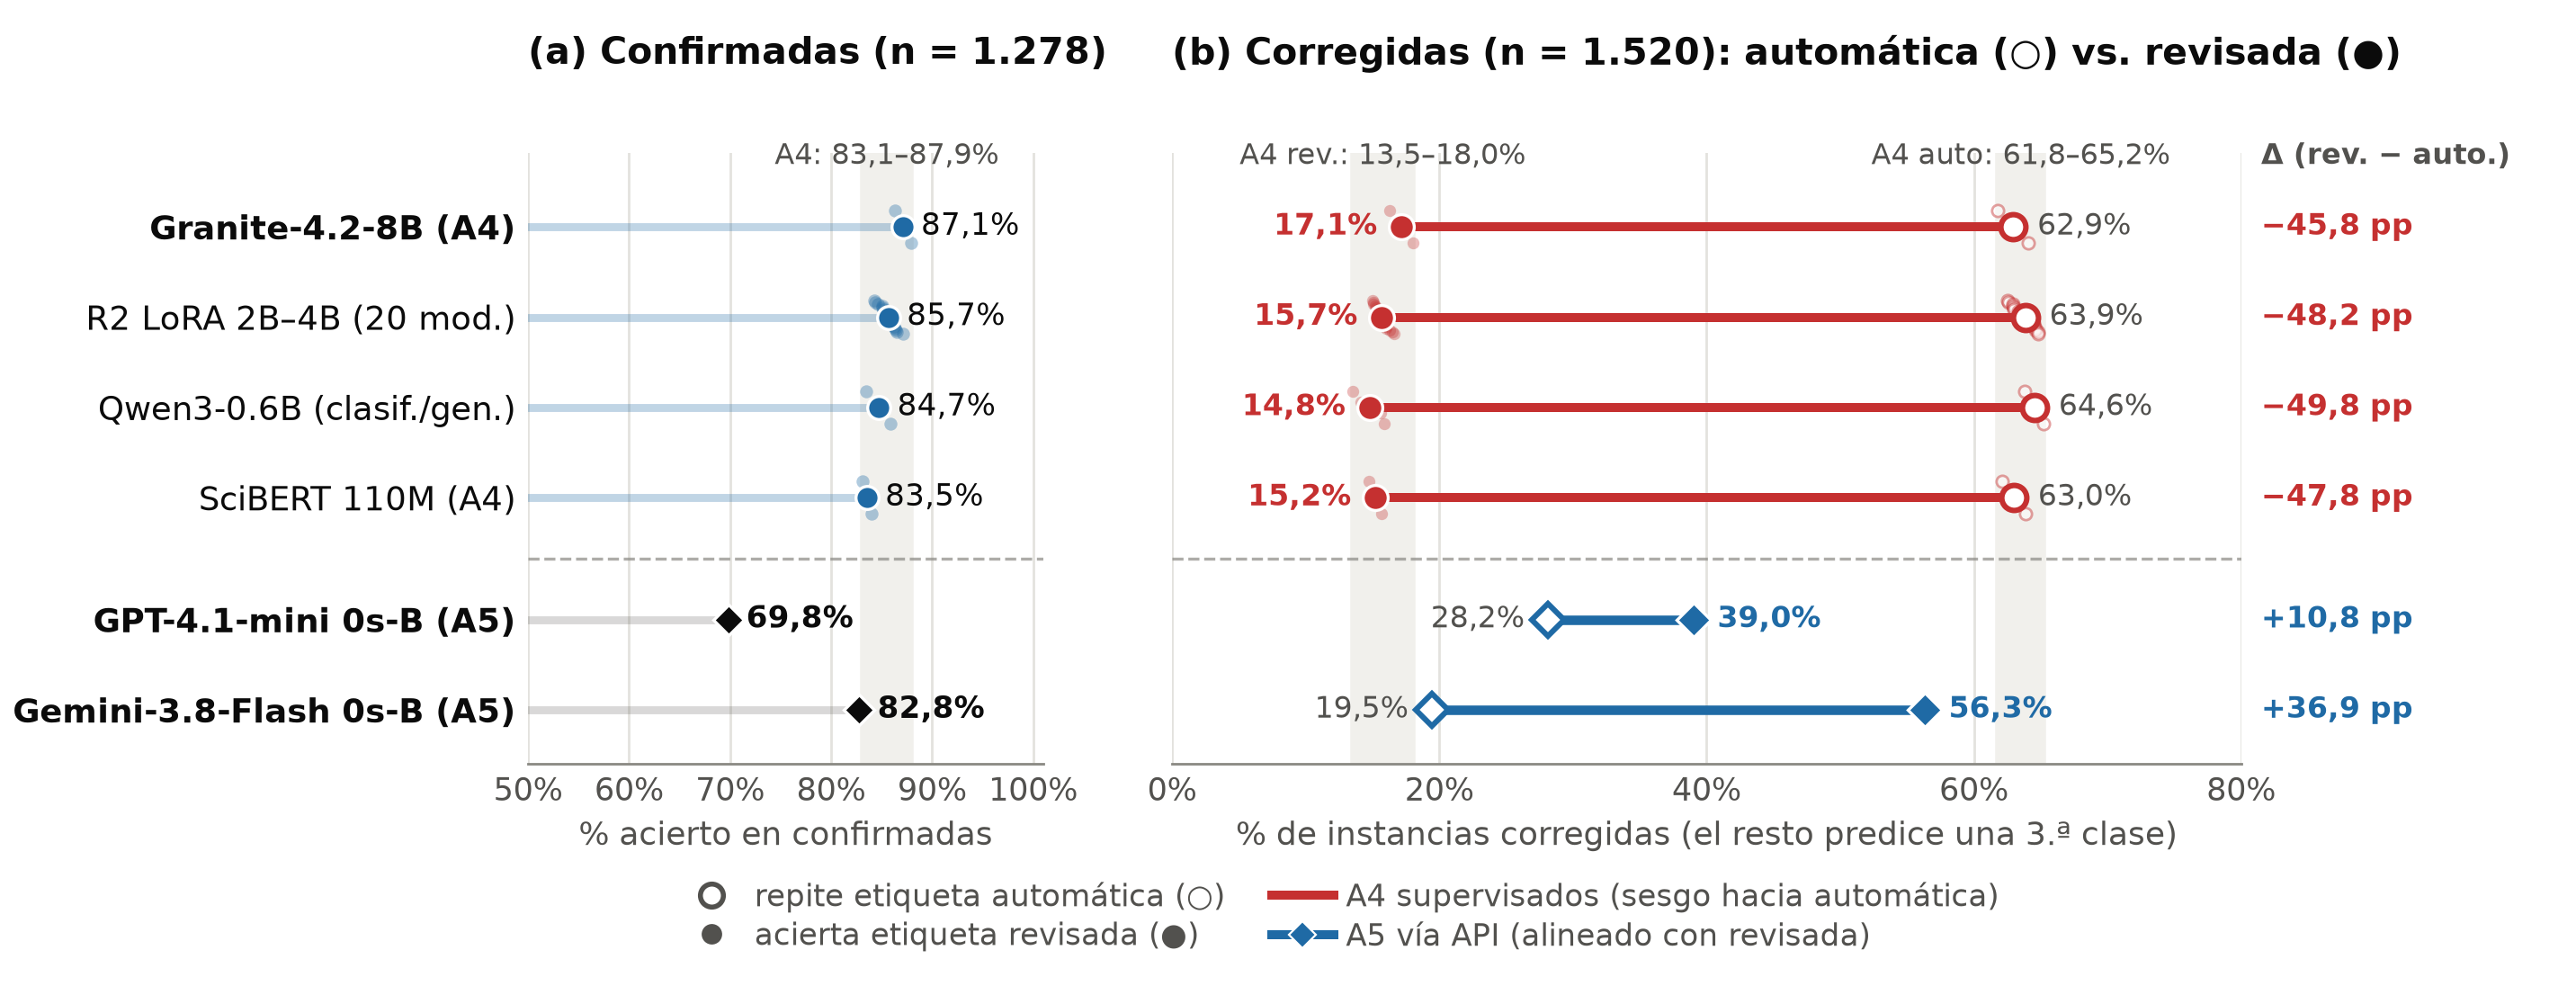 (a) Confirmadas (n = 1.278)
(b) Corregidas (n = 1.520): automática (○) vs. revisada (●)
A4: 83,1–87,9%
A4 rev.: 13,5–18,0%
A4 auto: 61,8–65,2%
Δ (rev. − auto.)
Granite-4.2-8B (A4)
87,1%
17,1%
62,9%
−45,8 pp
R2 LoRA 2B–4B (20 mod.)
85,7%
15,7%
63,9%
−48,2 pp
Qwen3-0.6B (clasif./gen.)
84,7%
14,8%
64,6%
−49,8 pp
SciBERT 110M (A4)
83,5%
15,2%
63,0%
−47,8 pp
GPT-4.1-mini 0s-B (A5)
69,8%
28,2%
39,0%
+10,8 pp
Gemini-3.8-Flash 0s-B (A5)
82,8%
19,5%
56,3%
+36,9 pp
50% 60% 70% 80% 90% 100%
0% 20% 40% 60% 80%
% acierto en confirmadas
% de instancias corregidas (el resto predice una 3.ª clase)
repite etiqueta automática (○)
A4 supervisados (sesgo hacia automática)
acierta etiqueta revisada (●)
A5 vía API (alineado con revisada)